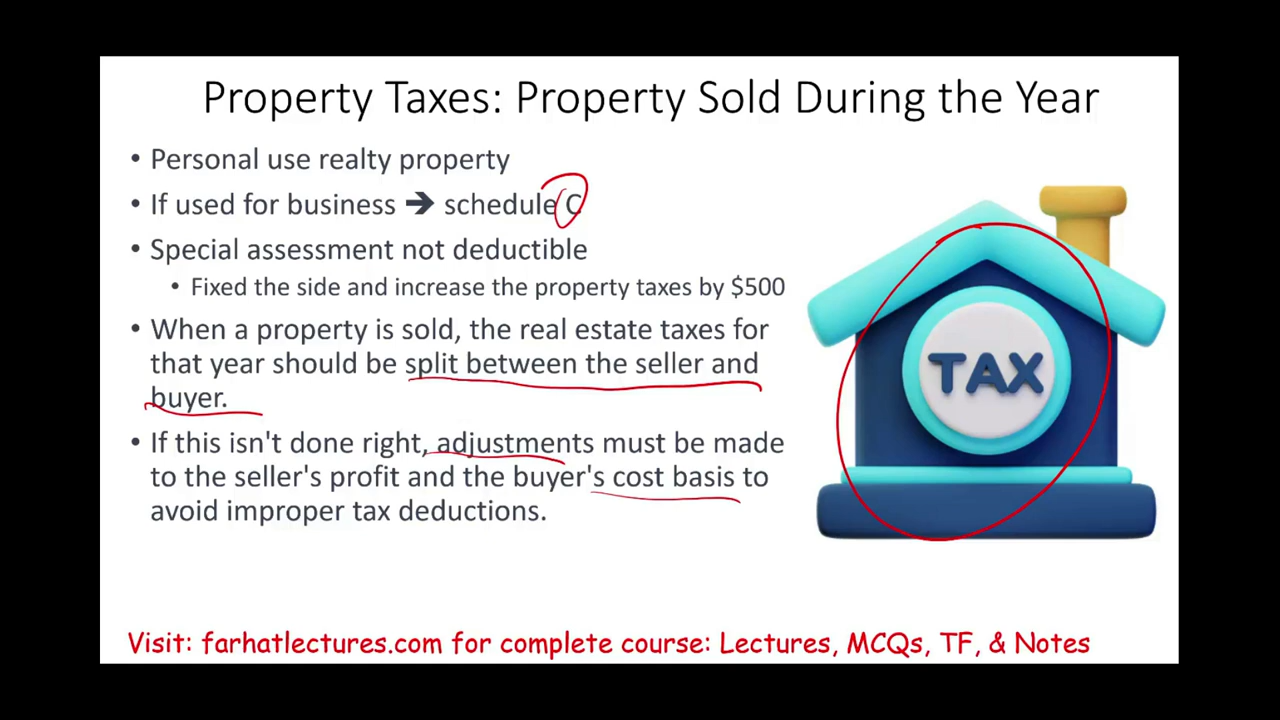 Property Taxes: Property Sold During the Year
• Personal use realty property
• If used for business ➔ schedule C
• Special assessment not deductible
• Fixed the side and increase the property taxes by $500
• When a property is sold, the real estate taxes for
that year should be split between the seller and
buyer.
• If this isn't done right, adjustments must be made
to the seller's profit and the buyer's cost basis to
avoid improper tax deductions.
TAX
Visit: farhatlectures.com for complete course: Lectures, MCQs, TF, & Notes